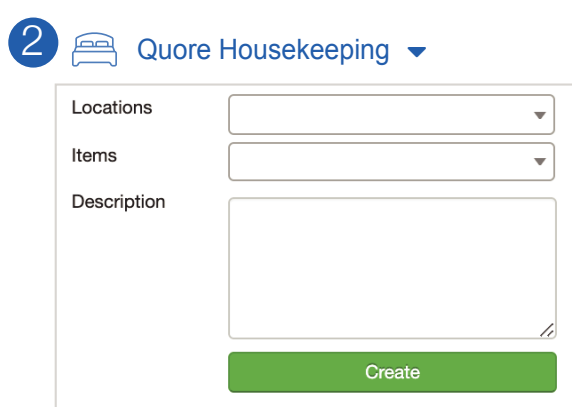 2 Quore Housekeeping
Locations
Items
Description
Create